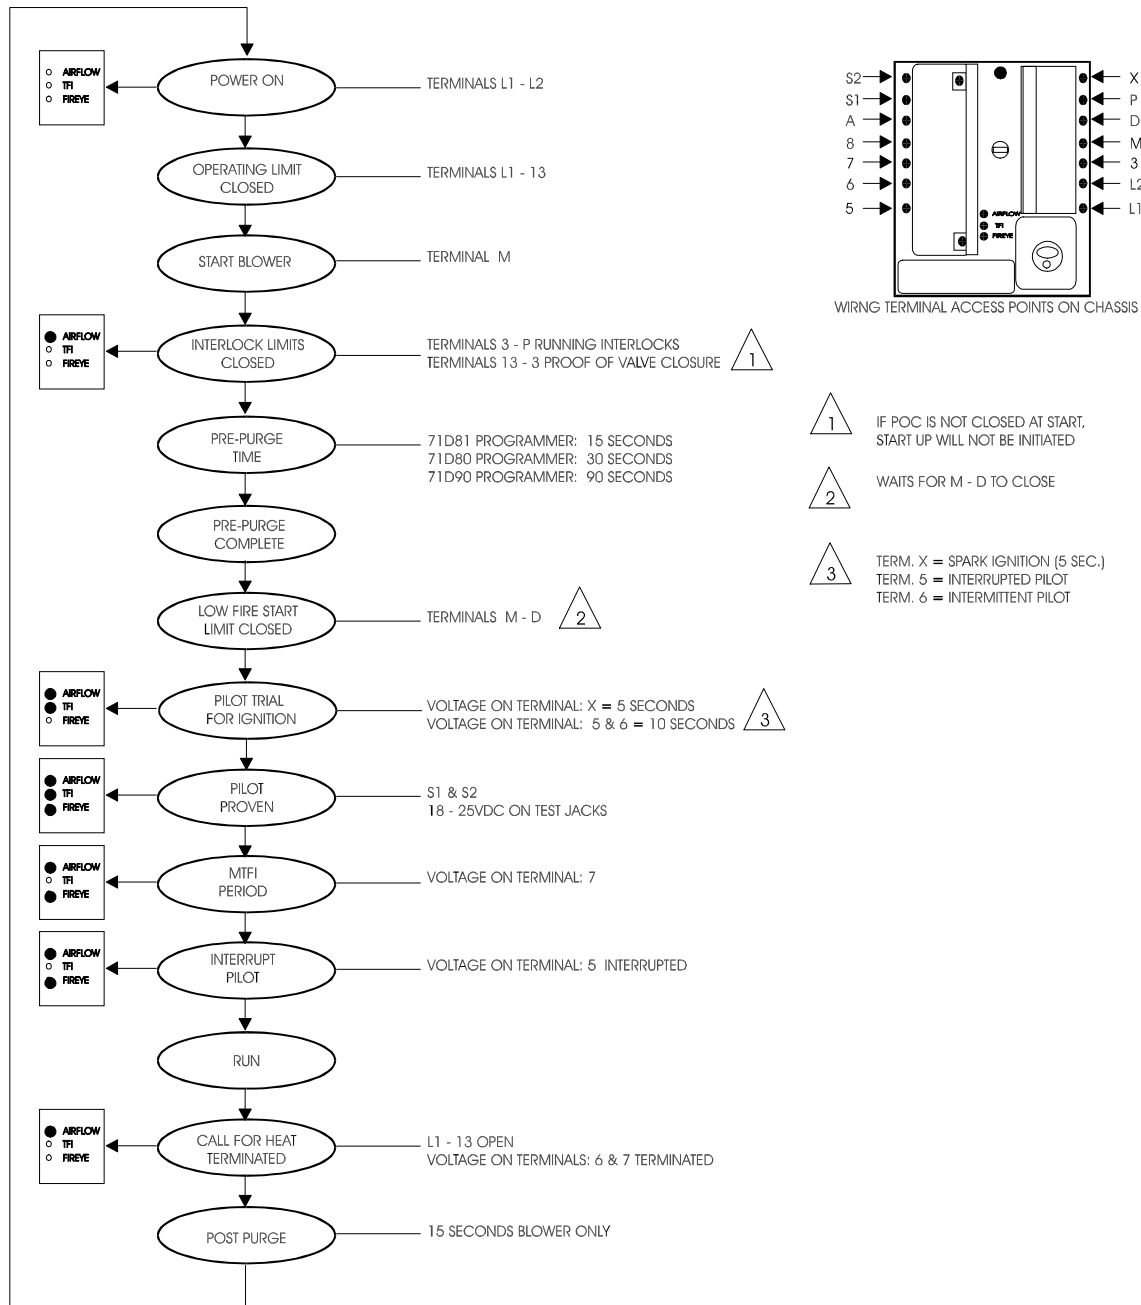 AIRFLOW
TFI
FIREYE
POWER ON
TERMINALS L1 - L2
OPERATING LIMIT
CLOSED
TERMINALS L1 - 13
START BLOWER
TERMINAL M
AIRFLOW
TFI
FIREYE
INTERLOCK LIMITS
CLOSED
TERMINALS 3 - P RUNNING INTERLOCKS
TERMINALS 13 - 3 PROOF OF VALVE CLOSURE
1
PRE-PURGE
TIME
71D81 PROGRAMMER: 15 SECONDS
71D80 PROGRAMMER: 30 SECONDS
71D90 PROGRAMMER: 90 SECONDS
PRE-PURGE
COMPLETE
LOW FIRE START
LIMIT CLOSED
TERMINALS M - D
2
AIRFLOW
TFI
FIREYE
PILOT TRIAL
FOR IGNITION
VOLTAGE ON TERMINAL: X = 5 SECONDS
VOLTAGE ON TERMINAL: 5 & 6 = 10 SECONDS
3
AIRFLOW
TFI
FIREYE
PILOT
PROVEN
S1 & S2
18 - 25VDC ON TEST JACKS
AIRFLOW
TFI
FIREYE
MTFI
PERIOD
VOLTAGE ON TERMINAL: 7
AIRFLOW
TFI
FIREYE
INTERRUPT
PILOT
VOLTAGE ON TERMINAL: 5 INTERRUPTED
RUN
AIRFLOW
TFI
FIREYE
CALL FOR HEAT
TERMINATED
L1 - 13 OPEN
VOLTAGE ON TERMINALS: 6 & 7 TERMINATED
POST PURGE
15 SECONDS BLOWER ONLY
S2
S1
A
8
7
6
5
X
P
D
M
3
L2
L1
AIRFLOW
TFI
FIREYE
WIRNG TERMINAL ACCESS POINTS ON CHASSIS
1
IF POC IS NOT CLOSED AT START,
START UP WILL NOT BE INITIATED
2
WAITS FOR M - D TO CLOSE
3
TERM. X = SPARK IGNITION (5 SEC.)
TERM. 5 = INTERRUPTED PILOT
TERM. 6 = INTERMITTENT PILOT